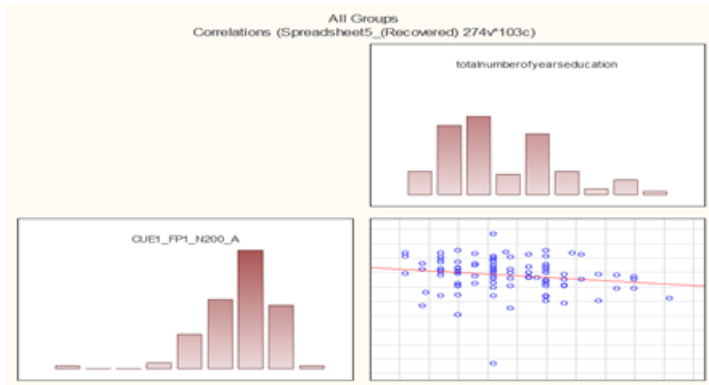 All Groups
Correlations (Spreadsheet5_(Recovered) 274v*103c)
totalnumberofyearseducation
CUE1_FP1_N200_A